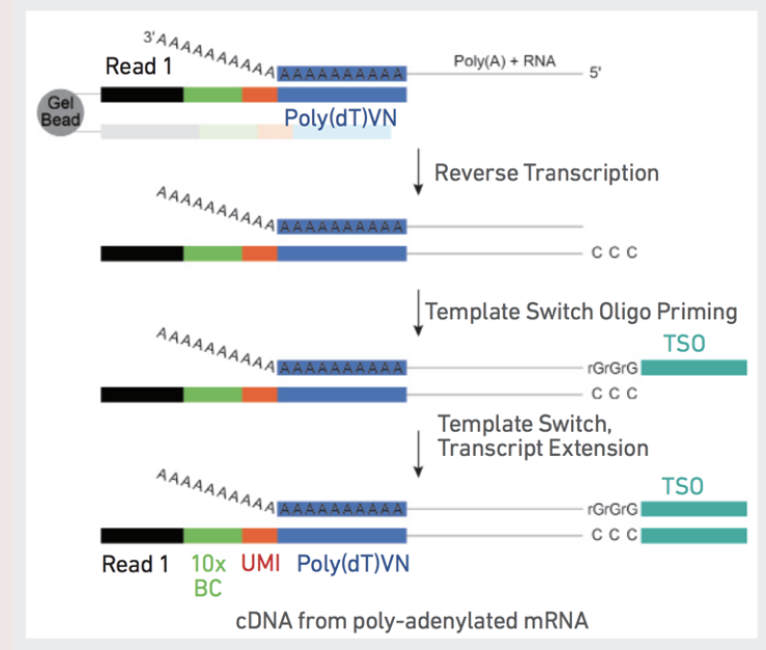 3'AAAAAAAAAA
AAAAAAAAAA
Poly(A) + RNA
5'
Read 1
Gel
Bead
Poly(dT)VN
Reverse Transcription
AAAAAAAAAA
AAAAAAAAAA
C C C
Template Switch Oligo Priming
TSO
AAAAAAAAAA
AAAAAAAAAA
rGrGrG
C C C
Template Switch,
Transcript Extension
TSO
AAAAAAAAAA
AAAAAAAAAA
rGrGrG
C C C
Read 1
10x
BC
UMI
Poly(dT)VN
cDNA from poly-adenylated mRNA